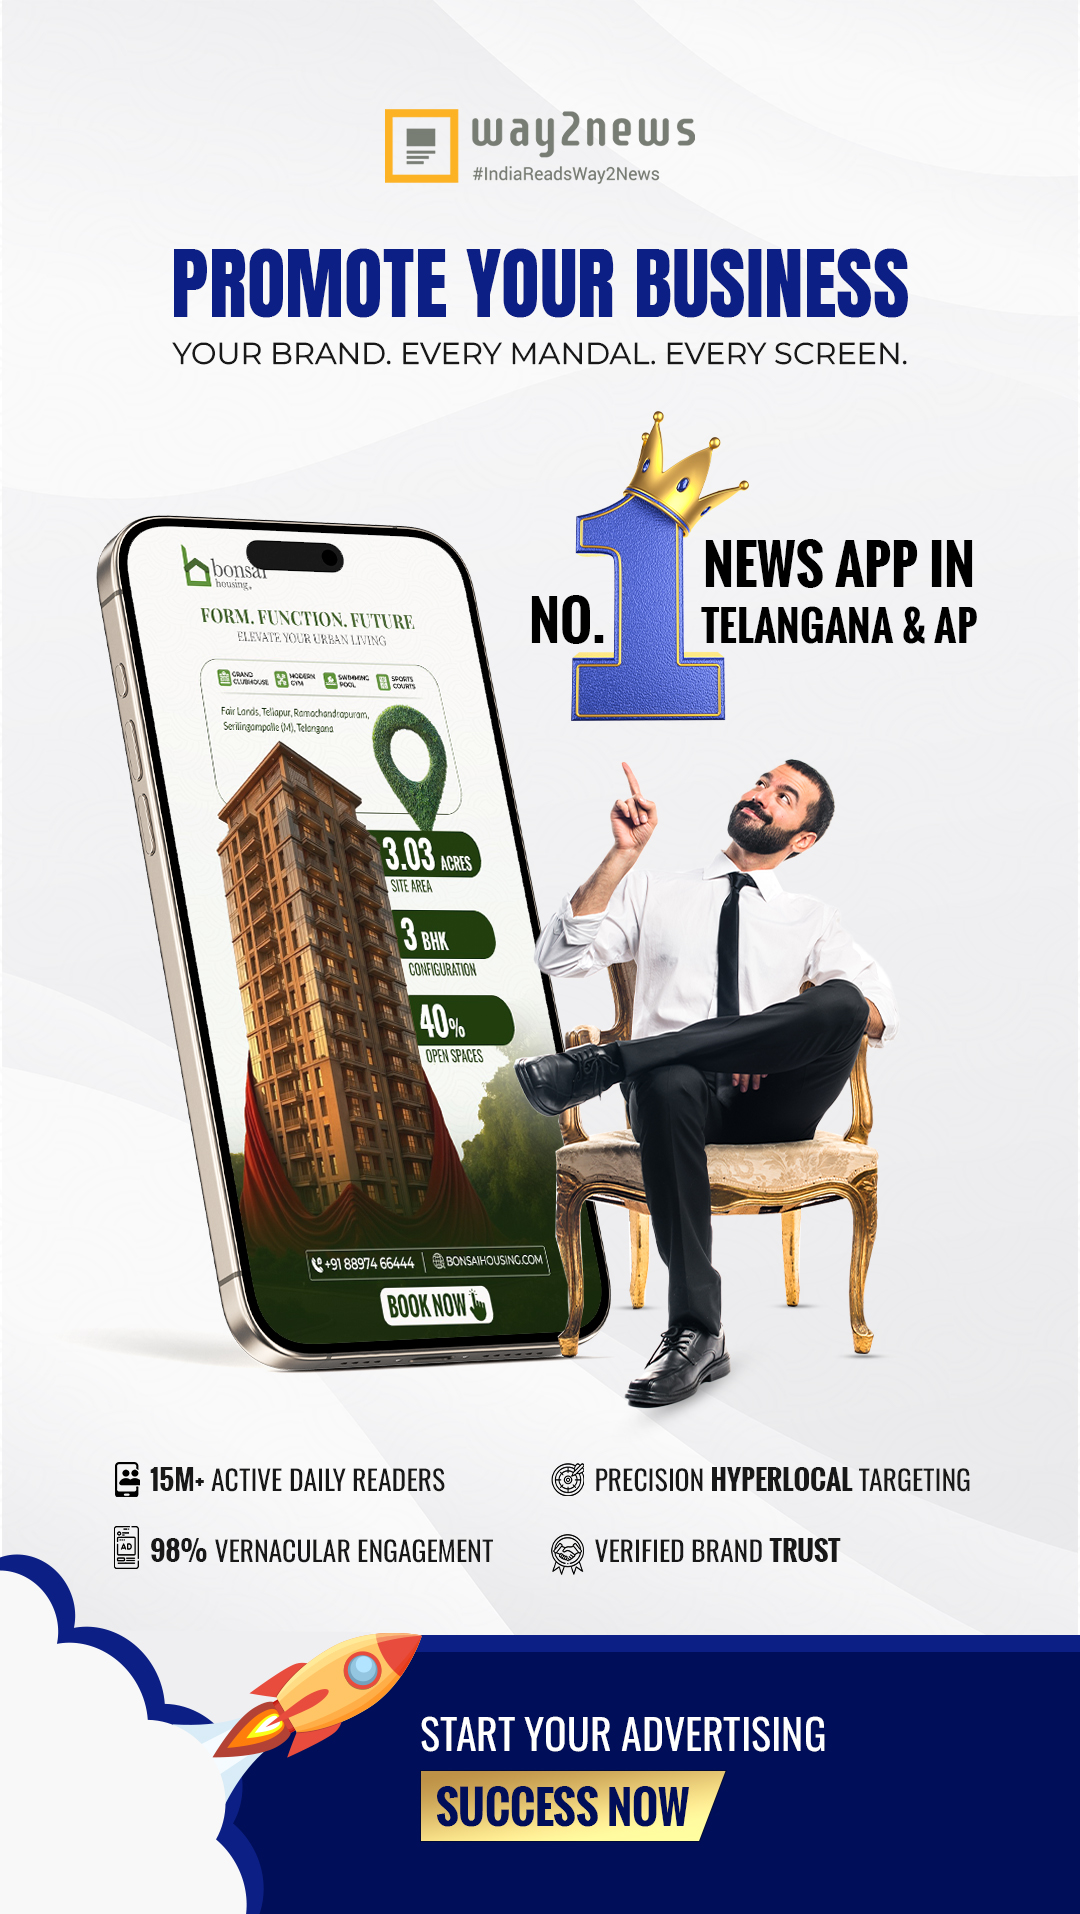 way2news
#IndiaReadsWay2News
PROMOTE YOUR BUSINESS
YOUR BRAND. EVERY MANDAL. EVERY SCREEN.
NO.1 NEWS APP IN
TELANGANA & AP
bonsai
housing.
FORM. FUNCTION. FUTURE
ELEVATE YOUR URBAN LIVING
GRAND CLUBHOUSE
MODERN GYM
SWIMMING POOL
SPORTS COURTS
Fair Lands, Tellapur, Ramachandrapuram,
Serilingampalle (M), Telangana
3.03 ACRES
SITE AREA
3 BHK
CONFIGURATION
40%
OPEN SPACES
+91 88974 66444 | BONSAIHOUSING.COM
BOOK NOW
15M+ ACTIVE DAILY READERS
PRECISION HYPERLOCAL TARGETING
AD
98% VERNACULAR ENGAGEMENT
VERIFIED BRAND TRUST
START YOUR ADVERTISING
SUCCESS NOW